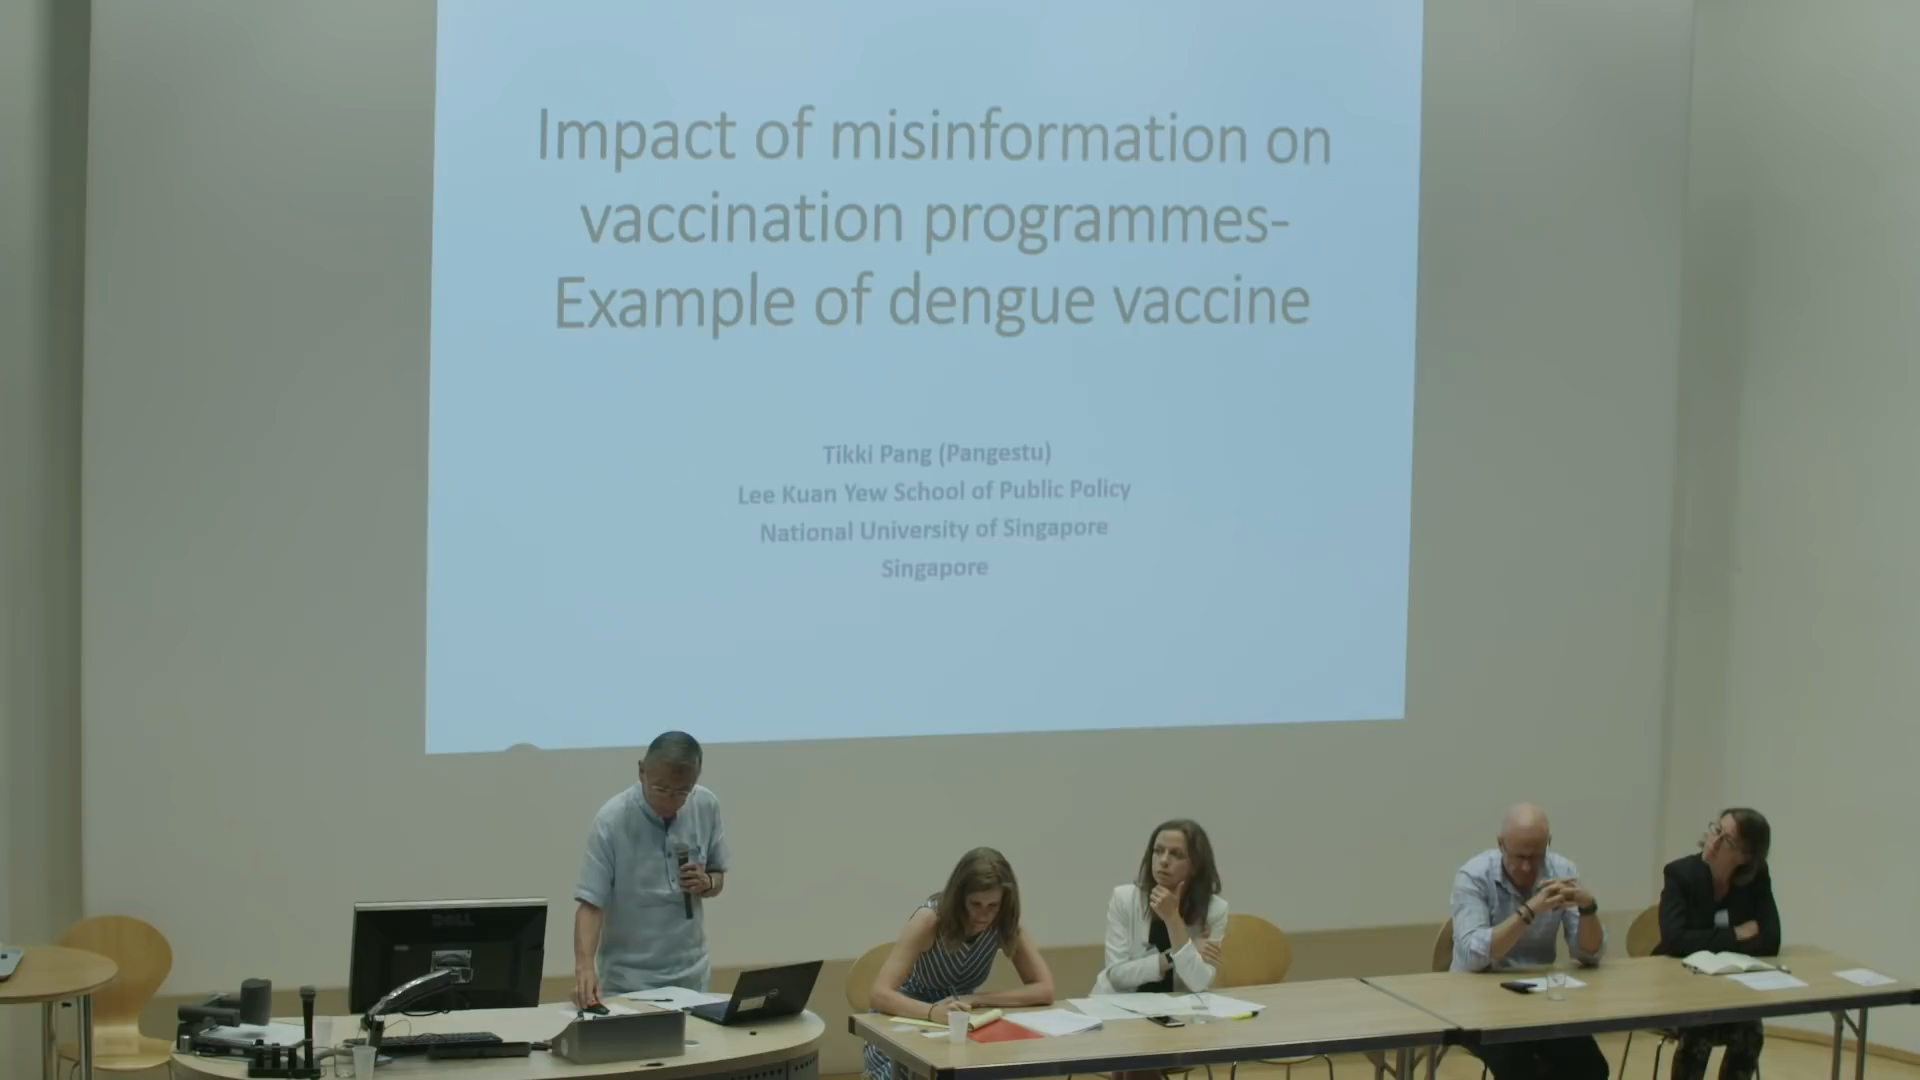 Impact of misinformation on
vaccination programmes-
Example of dengue vaccine
Tikki Pang (Pangestu)
Lee Kuan Yew School of Public Policy
National University of Singapore
Singapore
DELL